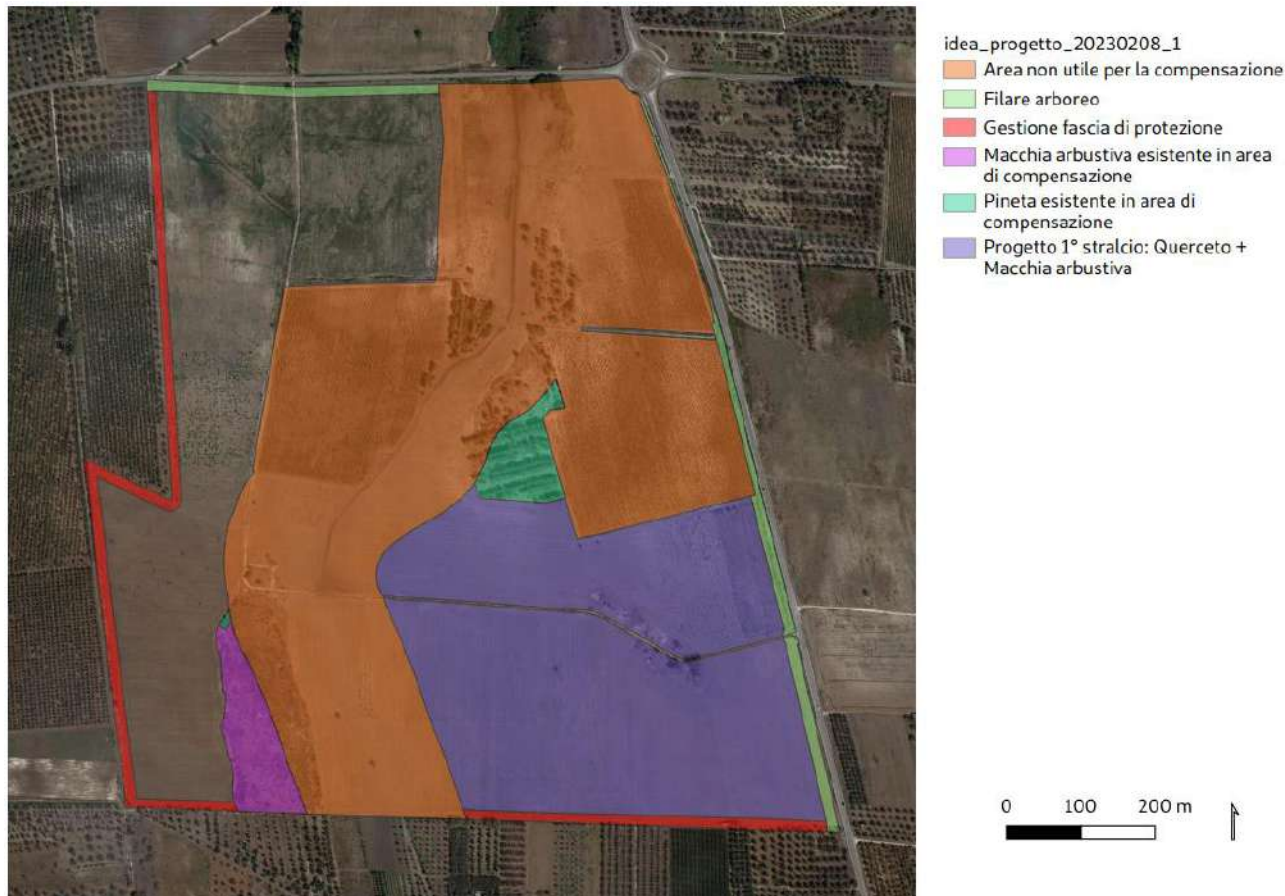 idea_progetto_20230208_1
Area non utile per la compensazione
Filare arboreo
Gestione fascia di protezione
Macchia arbustiva esistente in area
di compensazione
Pineta esistente in area di
compensazione
Progetto 1° stralcio: Querceto +
Macchia arbustiva
0 100 200 m